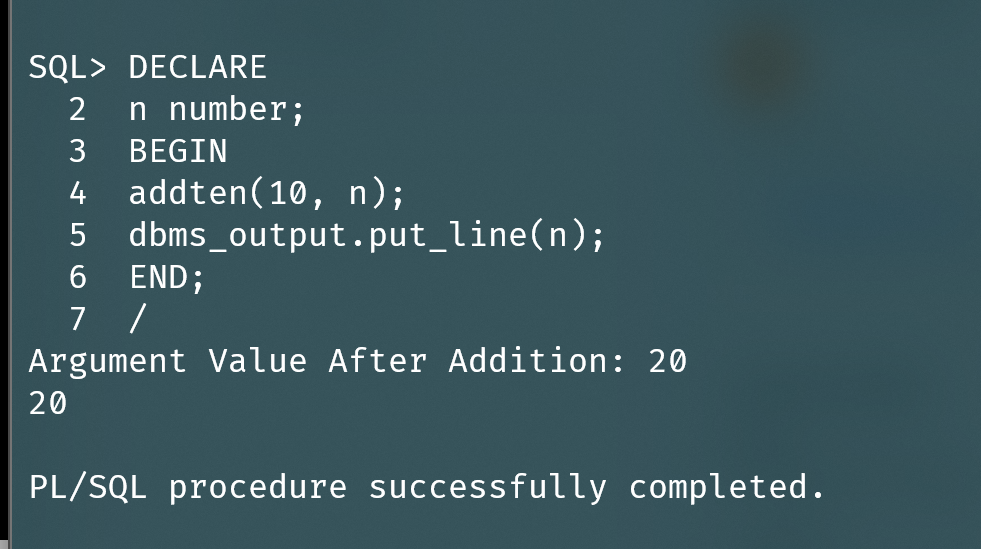 SQL> DECLARE
  2  n number;
  3  BEGIN
  4  addten(10, n);
  5  dbms_output.put_line(n);
  6  END;
  7  /
Argument Value After Addition: 20
20
PL/SQL procedure successfully completed.